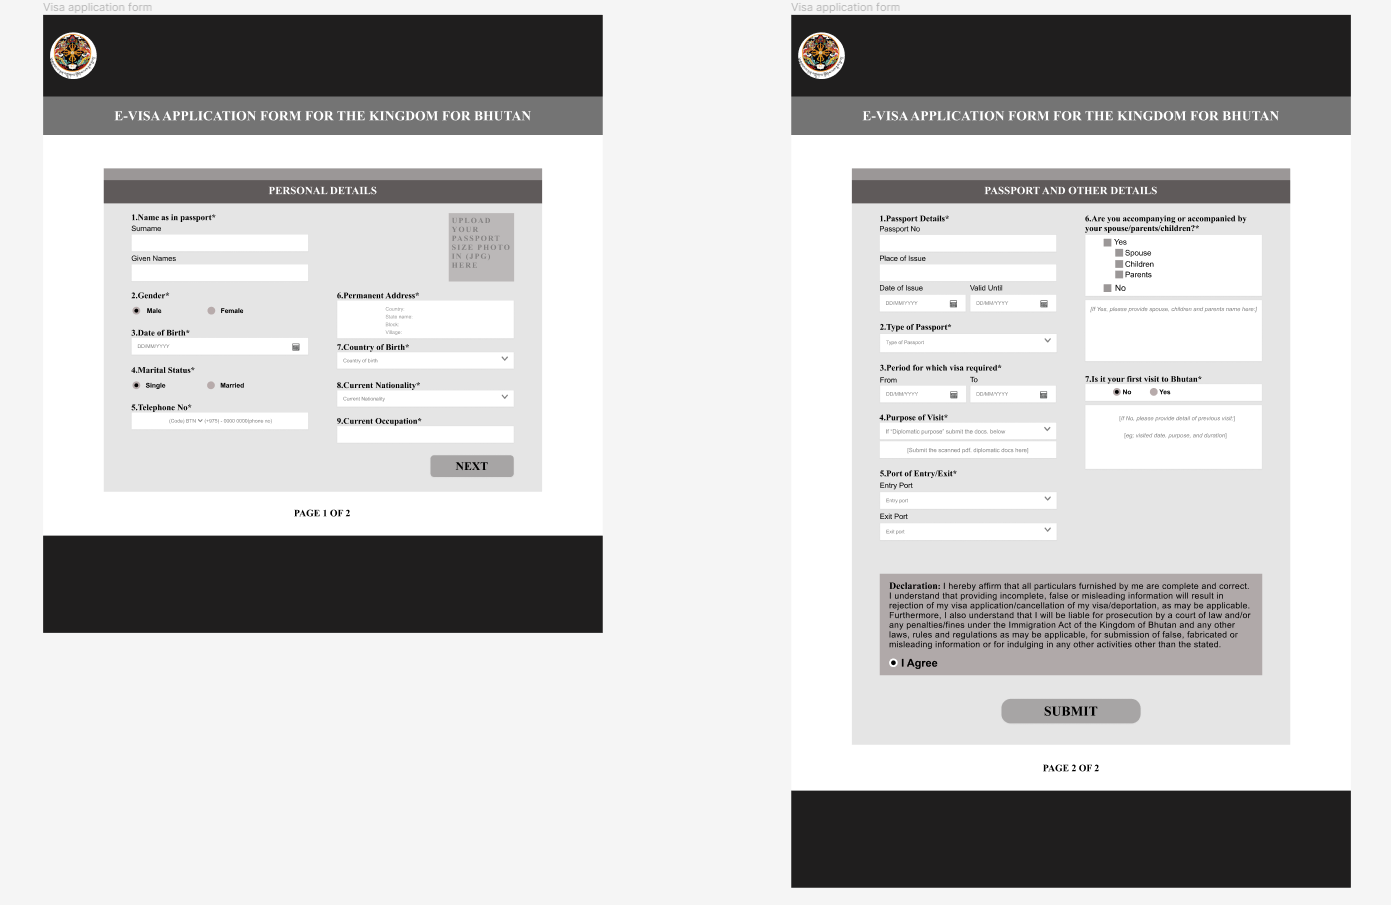 Visa application form
E-VISA APPLICATION FORM FOR THE KINGDOM FOR BHUTAN
PERSONAL DETAILS
1.Name as in passport*
Surname
Given Names
UPLOAD
YOUR
PASSPORT
SIZE PHOTO
IN (JPG)
HERE
2.Gender*
Male
Female
3.Date of Birth*
DD/MM/YYYY
4.Marital Status*
Single
Married
5.Telephone No*
(Code) BTN (+975) - 0000 0000(phone no)
6.Permanent Address*
Country
State name
Block:
Village:
7.Country of Birth*
Country of birth
8.Current Nationality*
Current Nationality
9.Current Occupation*
NEXT
PAGE 1 OF 2
Visa application form
E-VISA APPLICATION FORM FOR THE KINGDOM FOR BHUTAN
PASSPORT AND OTHER DETAILS
1.Passport Details*
Passport No
Place of Issue
Date of Issue
Valid Until
DD/MM/YYYY
DD/MM/YYYY
2.Type of Passport*
Type of Passport
3.Period for which visa required*
From
To
DD/MM/YYYY
DD/MM/YYYY
4.Purpose of Visit*
If "Diplomatic purpose" submit the docs. below
[Submit the scanned pdf. diplomatic docs here]
5.Port of Entry/Exit*
Entry Port
Entry port
Exit Port
Exit port
6.Are you accompanying or accompanied by
your spouse/parents/children?*
Yes
Spouse
Children
Parents
No
[If Yes, please provide spouse, children and parents name here:]
7.Is it your first visit to Bhutan*
No
Yes
[If No, please provide detail of previous visit:]
[eg; visited date, purpose, and duration]
Declaration: I hereby affirm that all particulars furnished by me are complete and correct.
I understand that providing incomplete, false or misleading information will result in
rejection of my visa application/cancellation of my visa/deportation, as may be applicable.
Furthermore, I also understand that I will be liable for prosecution by a court of law and/or
any penalties/fines under the Immigration Act of the Kingdom of Bhutan and any other
laws, rules and regulations as may be applicable, for submission of false, fabricated or
misleading information or for indulging in any other activities other than the stated.
I Agree
SUBMIT
PAGE 2 OF 2